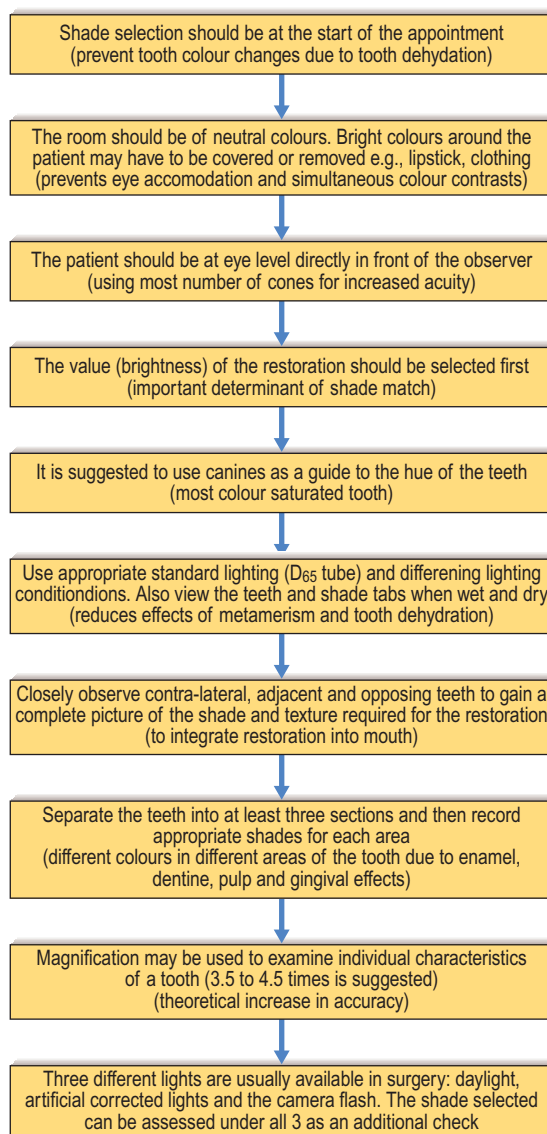 Shade selection should be at the start of the appointment
(prevent tooth colour changes due to tooth dehydation)
The room should be of neutral colours. Bright colours around the
patient may have to be covered or removed e.g., lipstick, clothing
(prevents eye accomodation and simultaneous colour contrasts)
The patient should be at eye level directly in front of the observer
(using most number of cones for increased acuity)
The value (brightness) of the restoration should be selected first
(important determinant of shade match)
It is suggested to use canines as a guide to the hue of the teeth
(most colour saturated tooth)
Use appropriate standard lighting (D65 tube) and differening lighting
conditiondions. Also view the teeth and shade tabs when wet and dry
(reduces effects of metamerism and tooth dehydration)
Closely observe contra-lateral, adjacent and opposing teeth to gain a
complete picture of the shade and texture required for the restoration
(to integrate restoration into mouth)
Separate the teeth into at least three sections and then record
appropriate shades for each area
(different colours in different areas of the tooth due to enamel,
dentine, pulp and gingival effects)
Magnification may be used to examine individual characteristics
of a tooth (3.5 to 4.5 times is suggested)
(theoretical increase in accuracy)
Three different lights are usually available in surgery: daylight,
artificial corrected lights and the camera flash. The shade selected
can be assessed under all 3 as an additional check